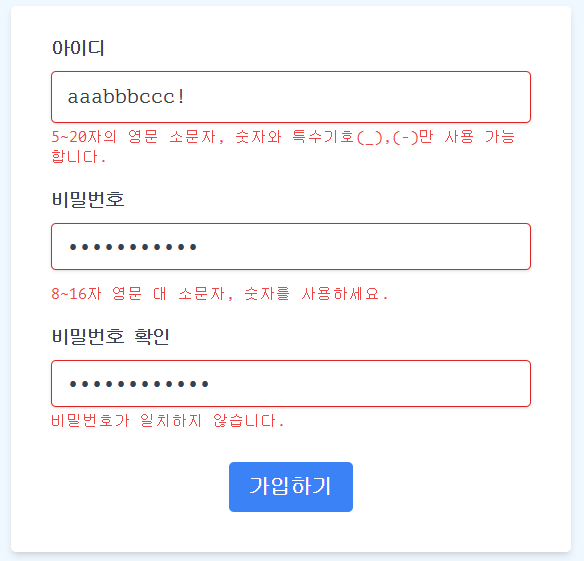 아이디
aaabbbccc!
5~20자의 영문 소문자, 숫자와 특수기호(_),(-)만 사용 가능
합니다.
비밀번호
•••••••••••
8~16자 영문 대 소문자, 숫자를 사용하세요.
비밀번호 확인
••••••••••••
비밀번호가 일치하지 않습니다.
가입하기